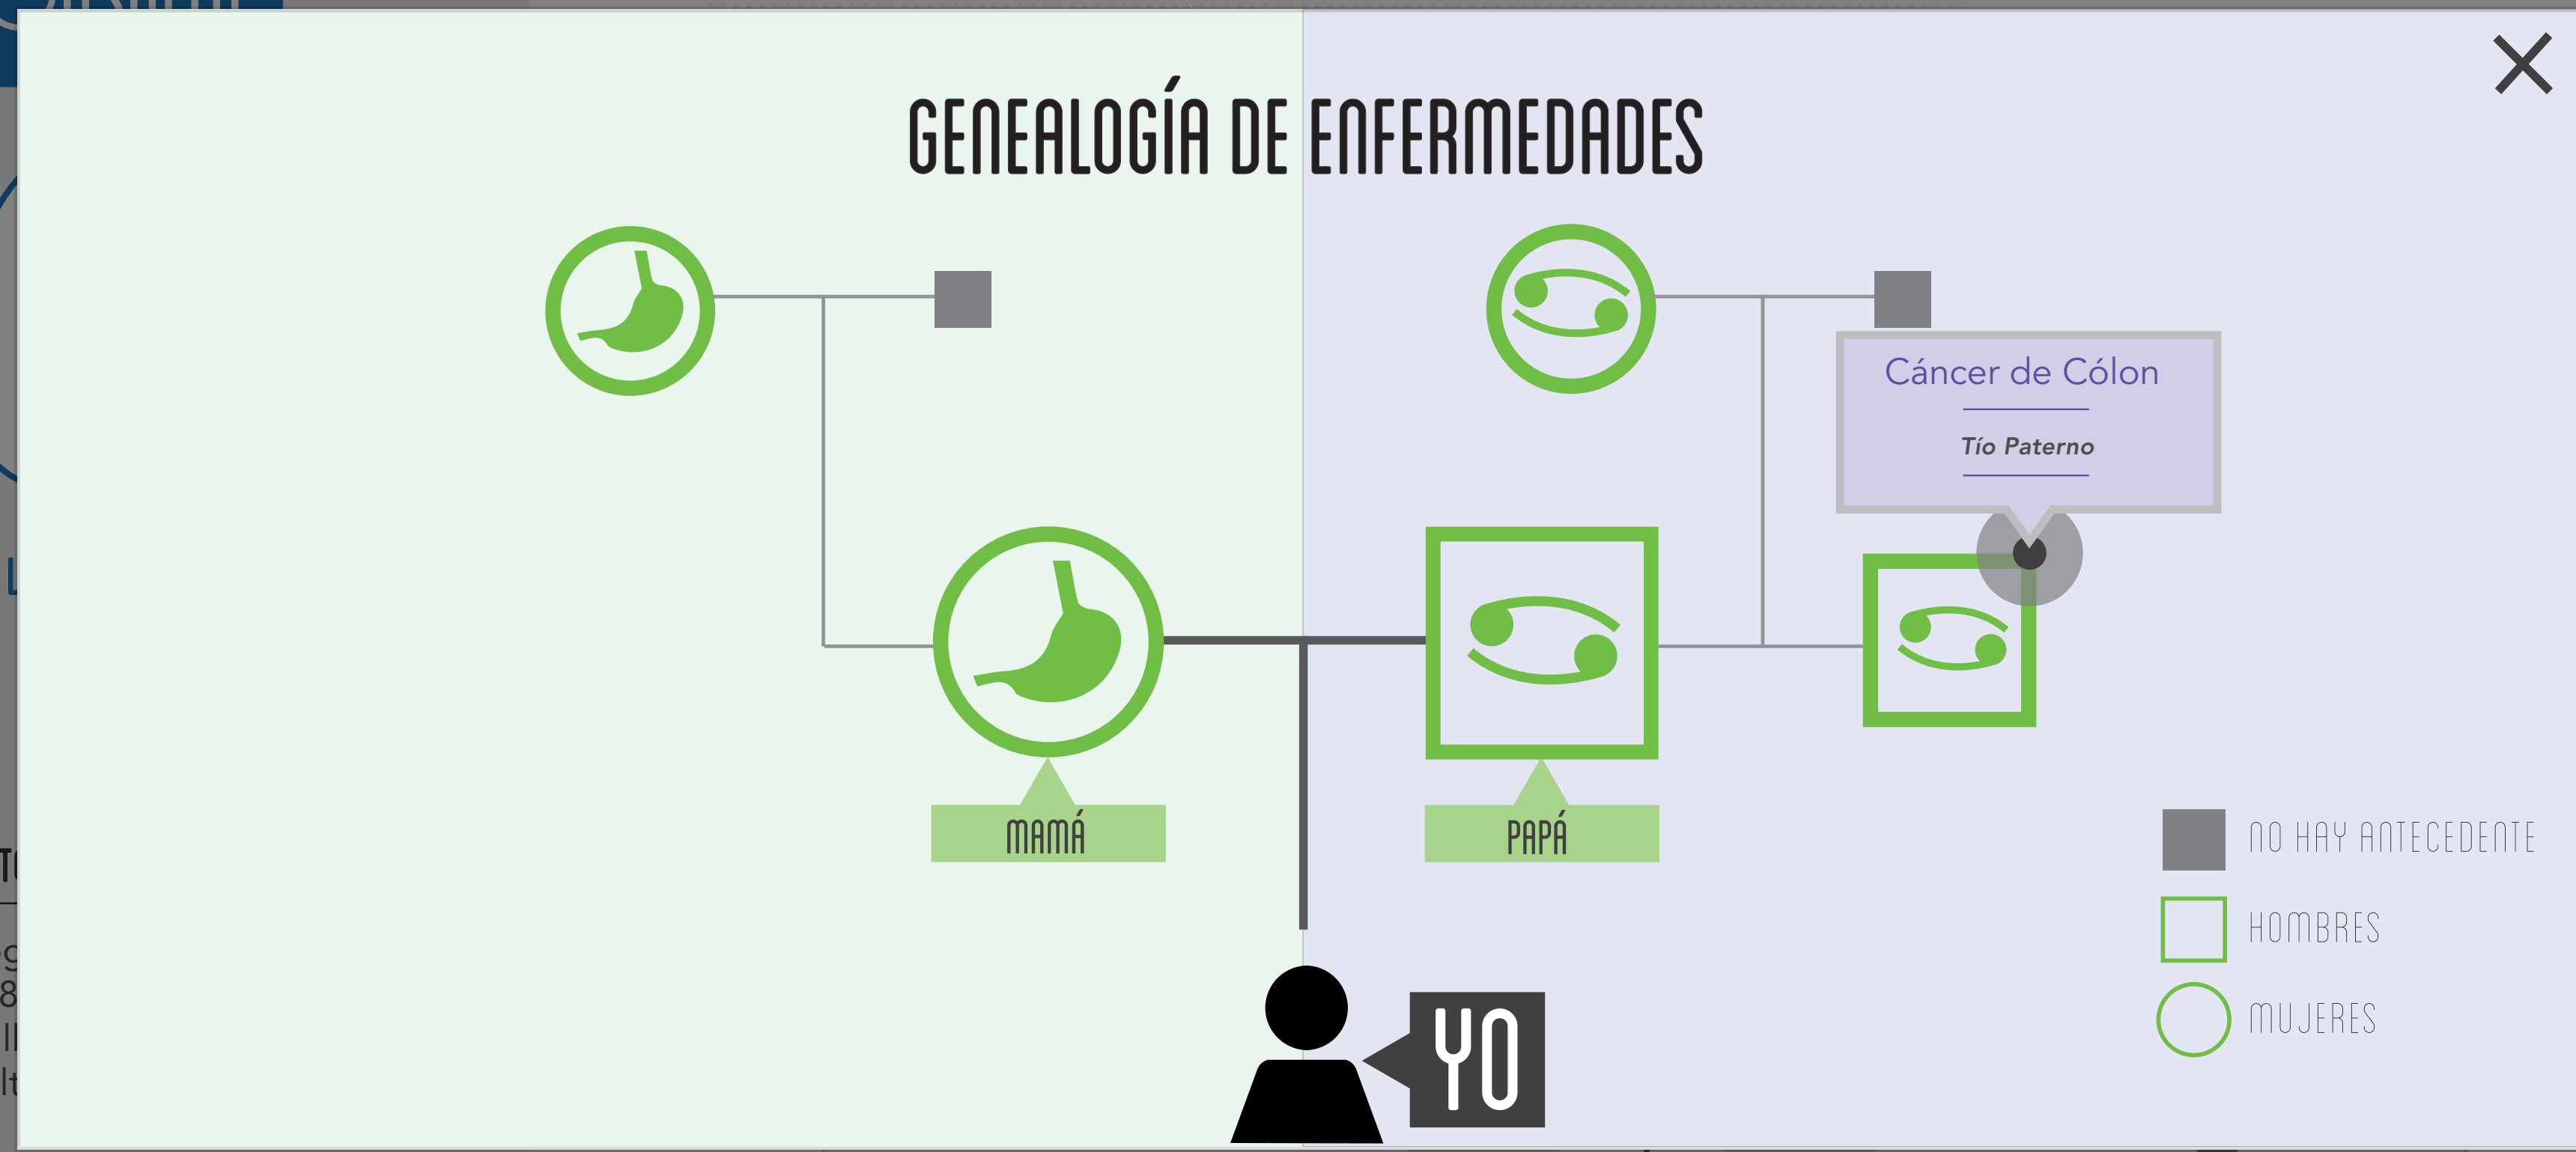 GENEALOGÍA DE ENFERMEDADES
Cáncer de Cólon
Tío Paterno
MAMÁ
PAPÁ
NO HAY ANTECEDENTE
HOMBRES
MUJERES
YO